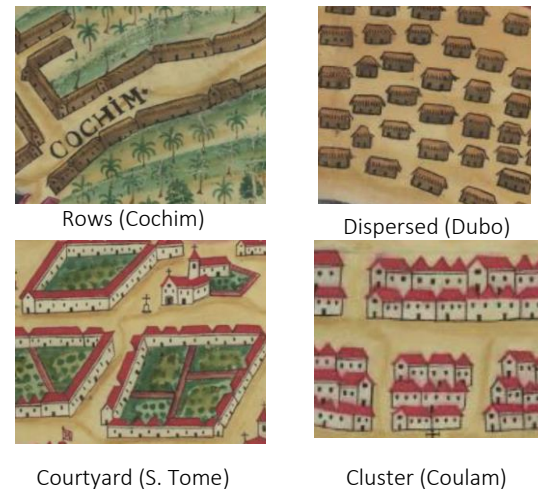 COCHIM.
Rows (Cochim)
Dispersed (Dubo)
Courtyard (S. Tome)
Cluster (Coulam)